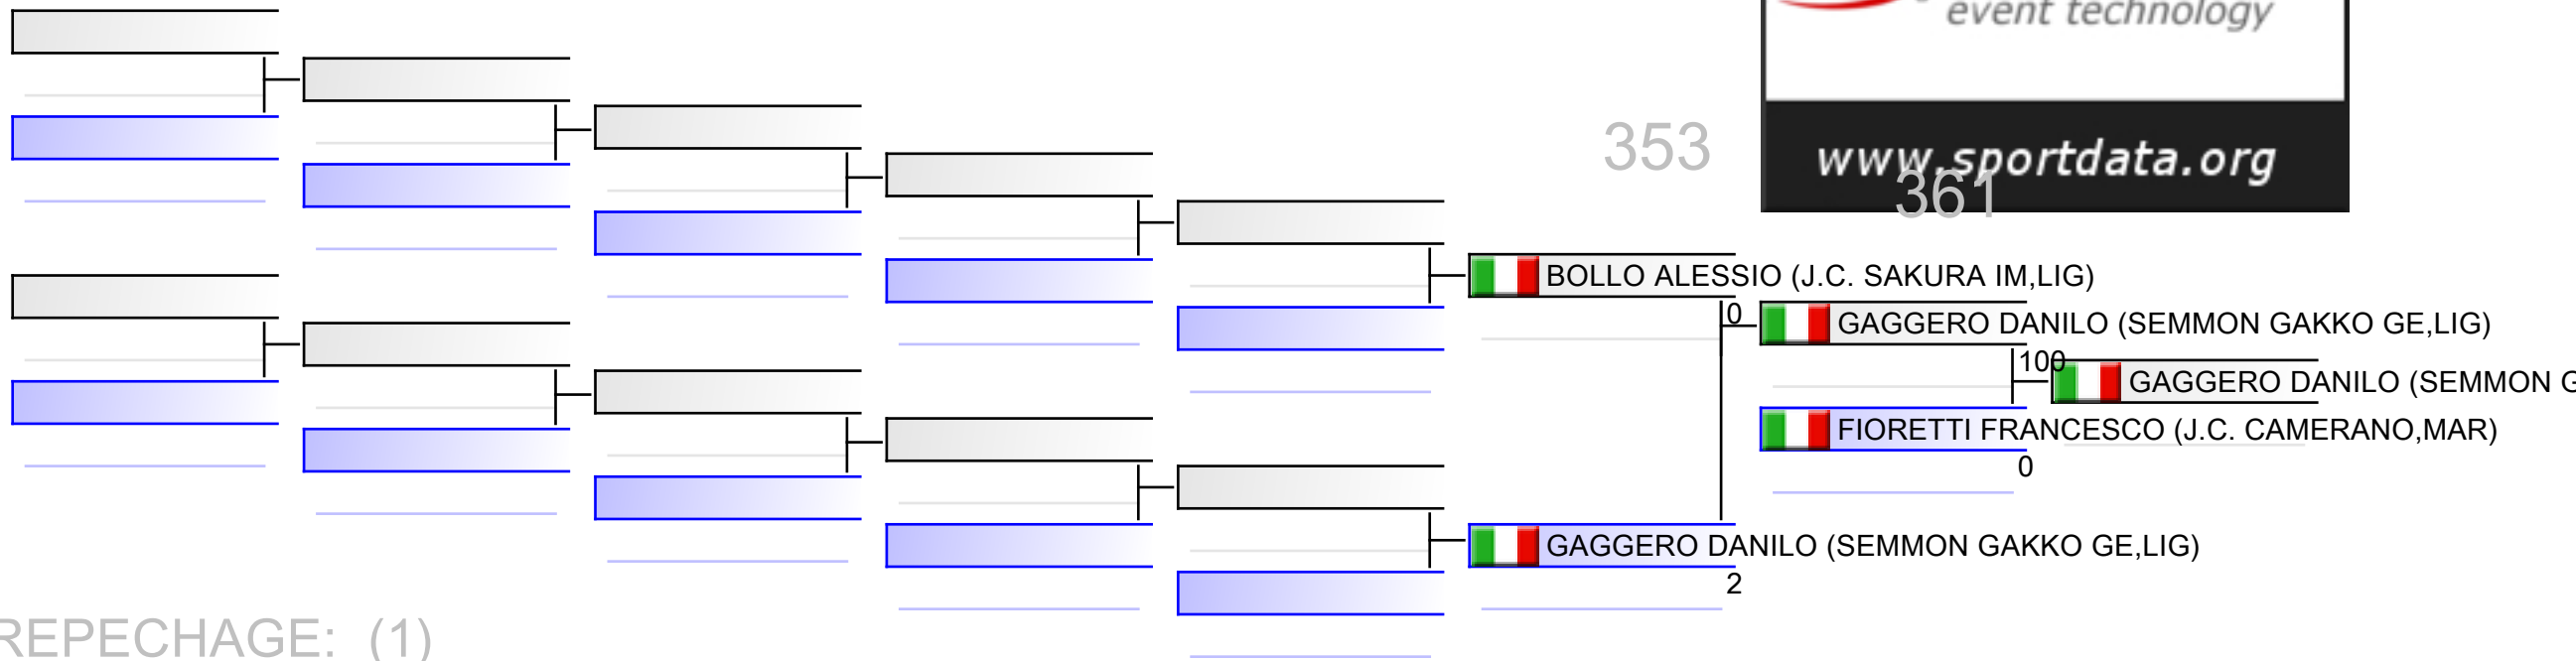 event technology
www.sportdata.org
353
361
BOLLO ALESSIO (J.C. SAKURA IM,LIG)
0
GAGGERO DANILO (SEMMON GAKKO GE,LIG)
100
GAGGERO DANILO (SEMMON G
FIORETTI FRANCESCO (J.C. CAMERANO,MAR)
0
GAGGERO DANILO (SEMMON GAKKO GE,LIG)
2
REPECHAGE: (1)